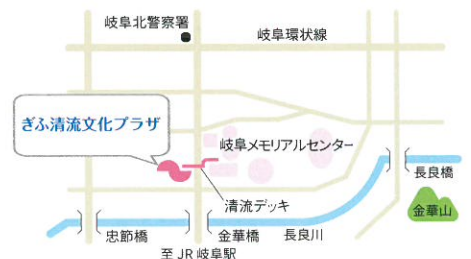 岐阜北警察署
岐阜環状線
ぎふ清流文化プラザ
岐阜メモリアルセンター
長良橋
清流デッキ
金華山
忠節橋
金華橋
長良川
至 JR 岐阜駅